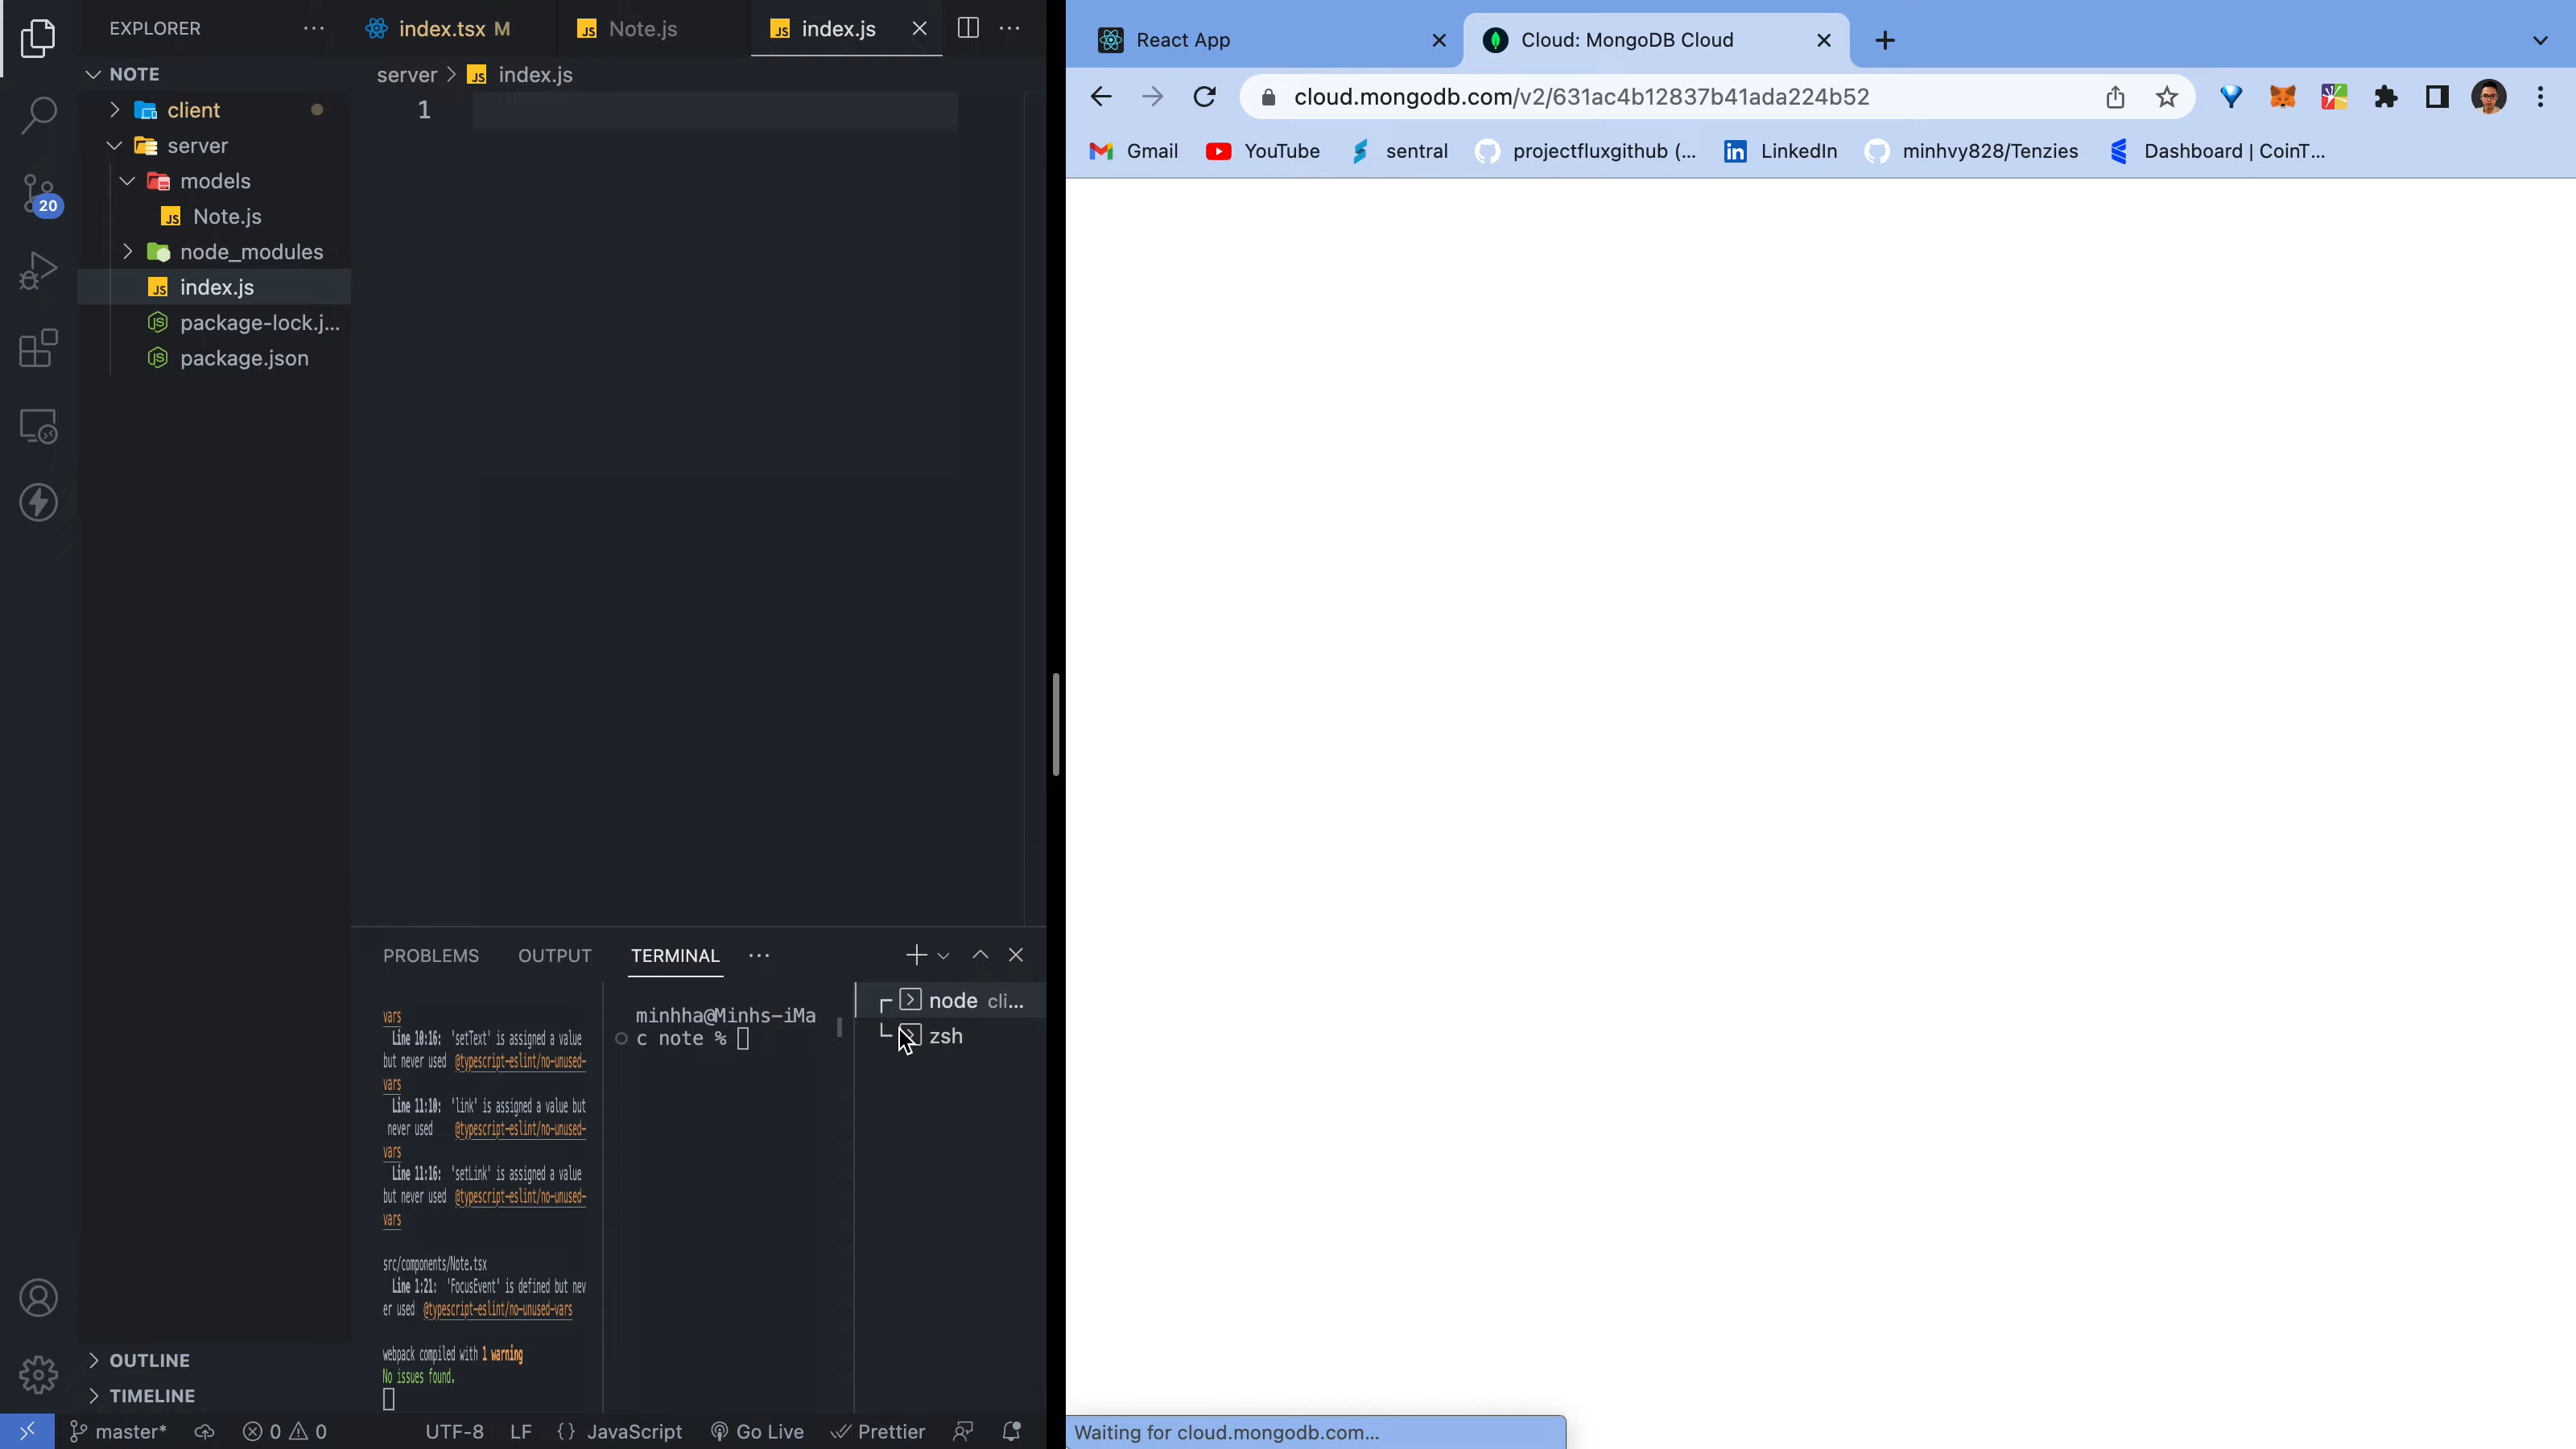 EXPLORER
NOTE
client
server
models
Note.js
node_modules
index.js
package-lock.j...
package.json
20
OUTLINE
TIMELINE
index.tsx M
Note.js
index.js
server > index.js
1
PROBLEMS
OUTPUT
TERMINAL
vars
Line 10:16: 'setText' is assigned a value
but never used @typescript-eslint/no-unused-
vars
Line 11:10: 'link' is assigned a value but
never used @typescript-eslint/no-unused-
vars
Line 11:16: 'setLink' is assigned a value
but never used @typescript-eslint/no-unused-
vars
src/components/Note.tsx
Line 1:21: 'FocusEvent' is defined but nev
er used @typescript-eslint/no-unused-vars
webpack compiled with 1 warning
No issues found.
minhha@Minhs-iMa
c note %
node cli...
zsh
master* 0 0 UTF-8 LF {} JavaScript Go Live Prettier
React App
Cloud: MongoDB Cloud
cloud.mongodb.com/v2/631ac4b12837b41ada224b52
Gmail YouTube sentral projectfluxgithub (... LinkedIn minhvy828/Tenzies Dashboard | CoinT...
Waiting for cloud.mongodb.com...